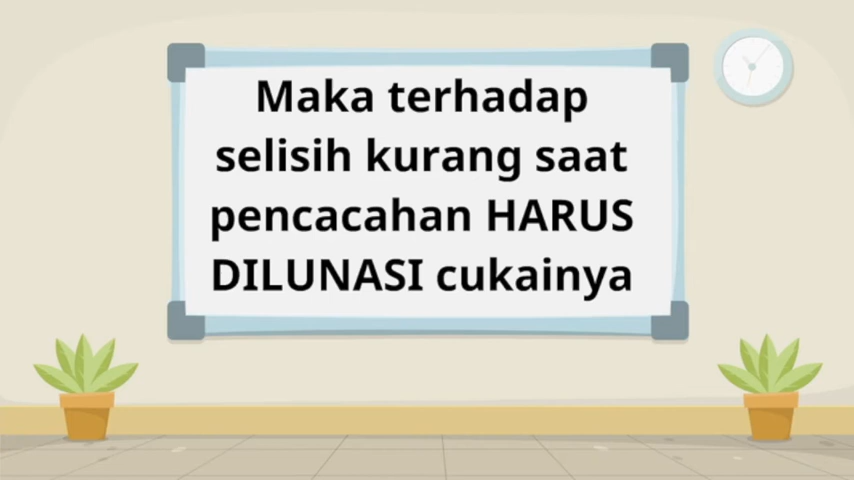 Maka terhadap
selisih kurang saat
pencacahan HARUS
DILUNASI cukainya